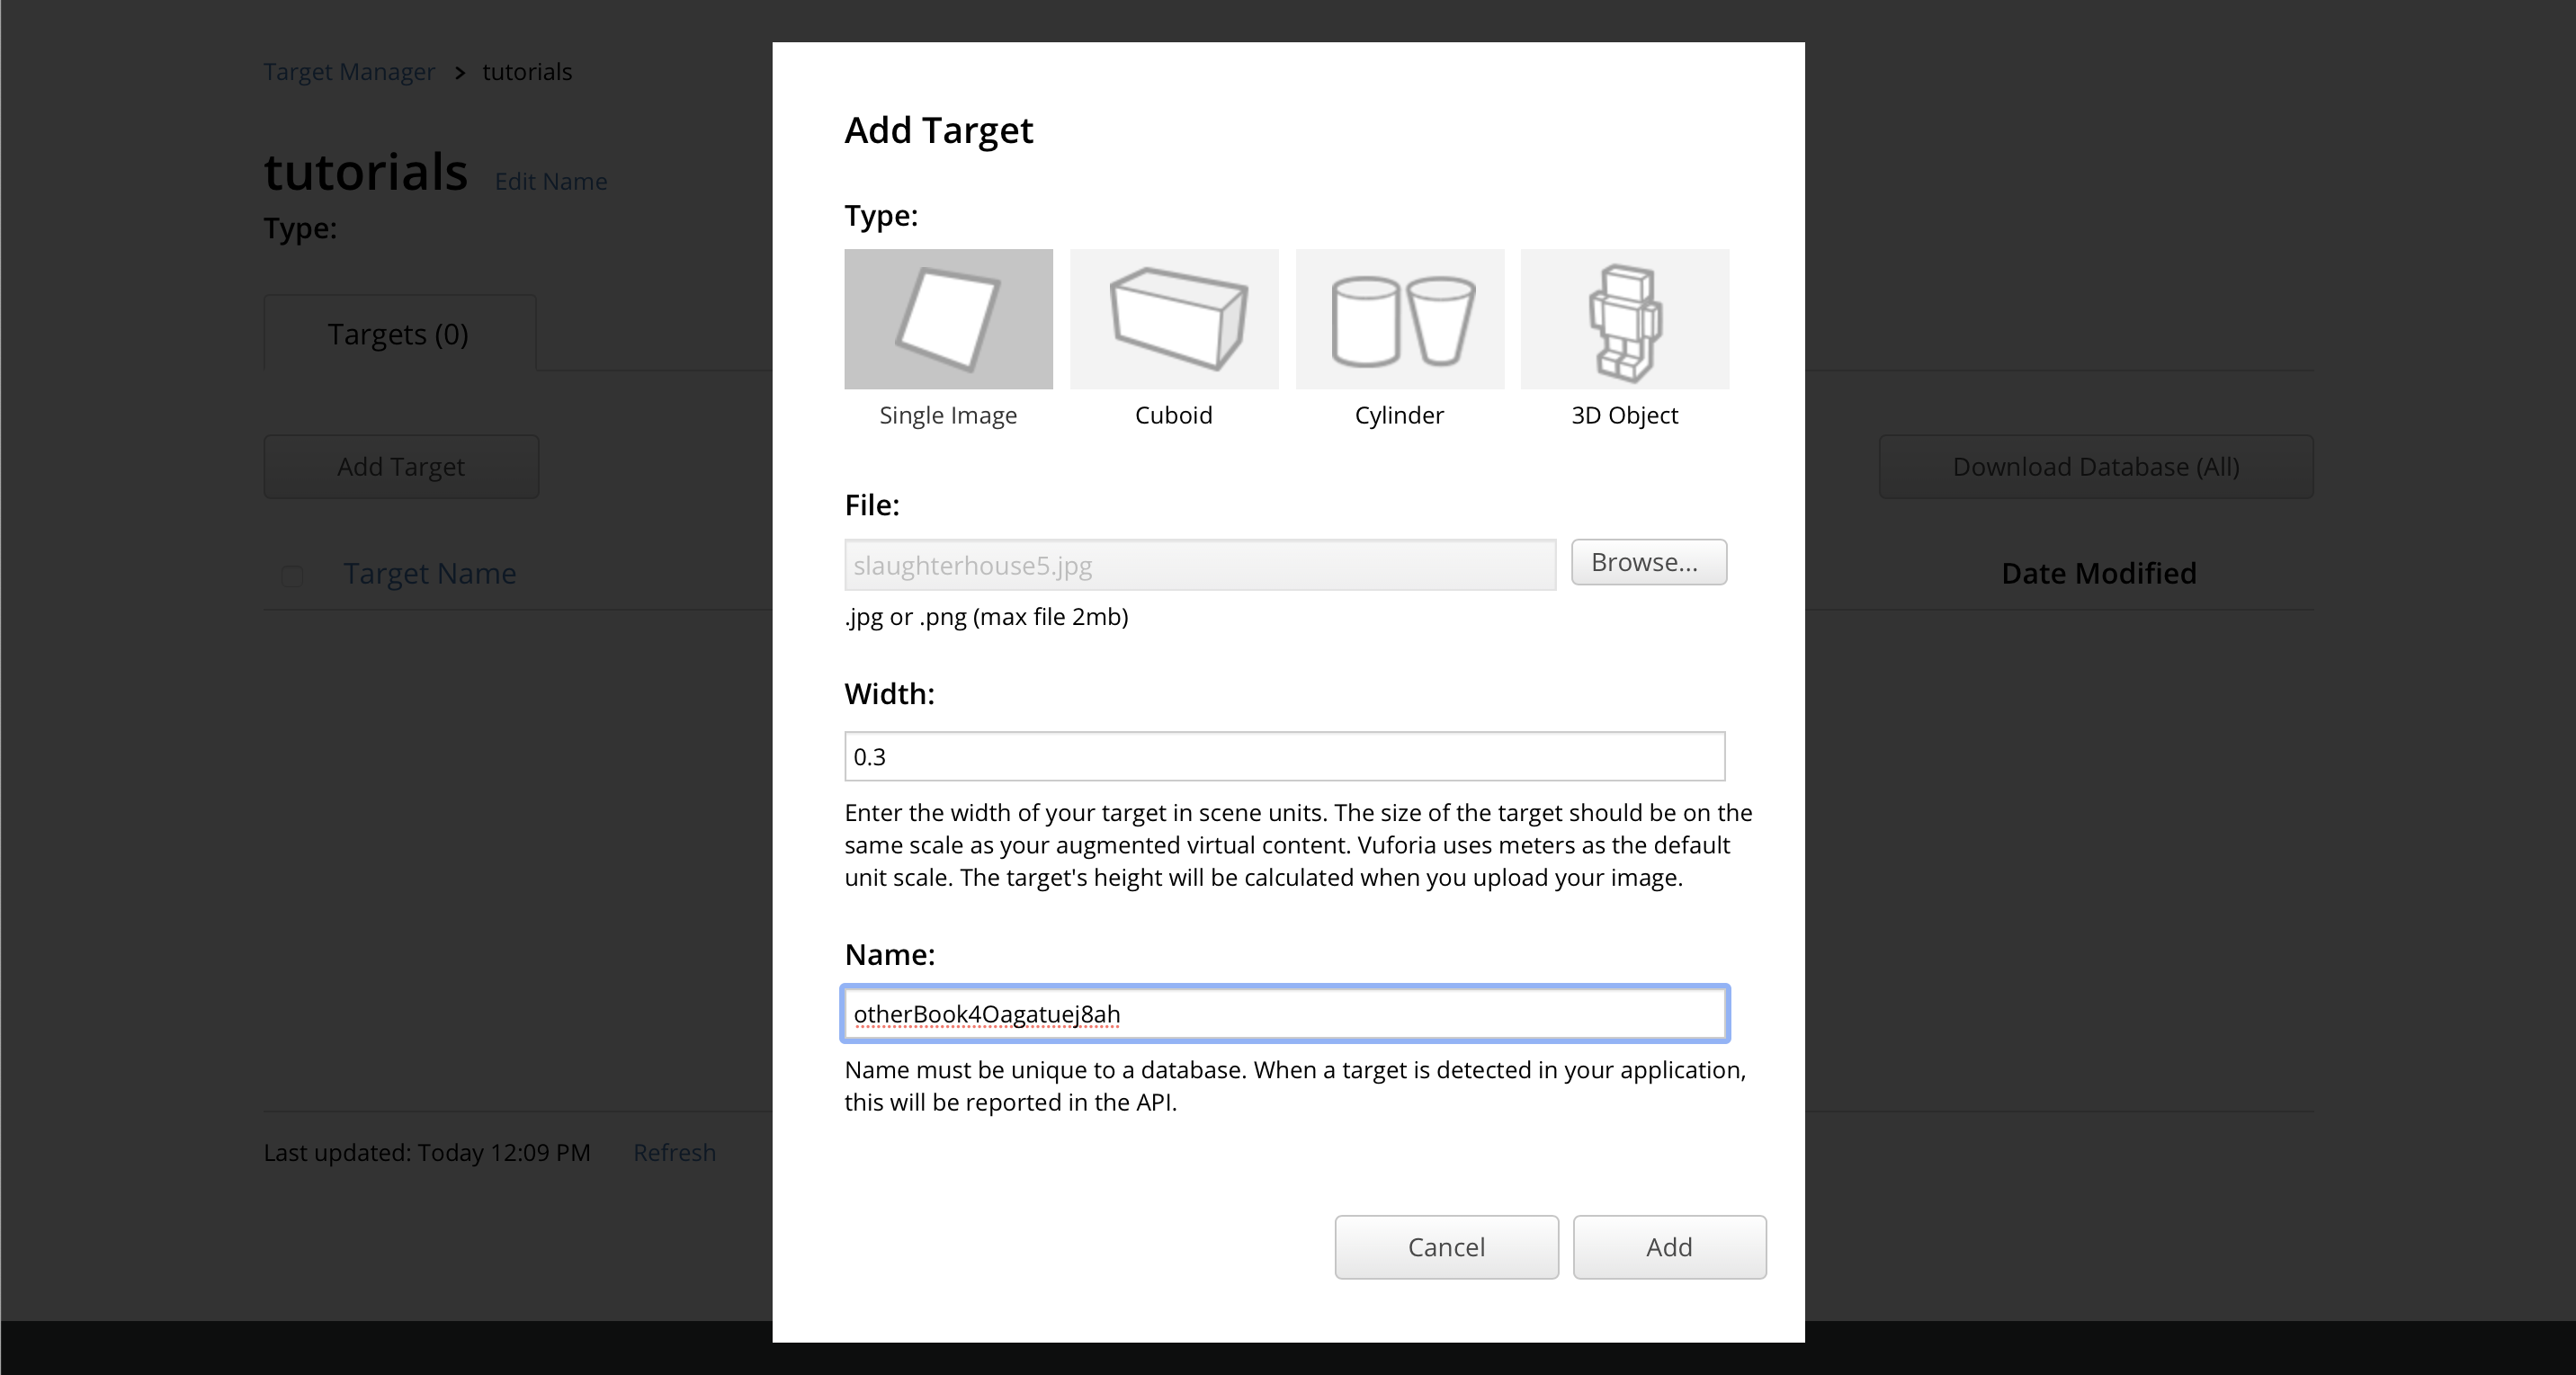 Target Manager > tutorials
tutorials Edit Name
Type:
Targets (0)
Add Target
Download Database (All)
Target Name
Date Modified
Last updated: Today 12:09 PM Refresh
Add Target
Type:
Single Image Cuboid Cylinder 3D Object
File:
slaughterhouse5.jpg Browse...
.jpg or .png (max file 2mb)
Width:
0.3
Enter the width of your target in scene units. The size of the target should be on the
same scale as your augmented virtual content. Vuforia uses meters as the default
unit scale. The target's height will be calculated when you upload your image.
Name:
otherBook4Oagatuej8ah
Name must be unique to a database. When a target is detected in your application,
this will be reported in the API.
Cancel Add